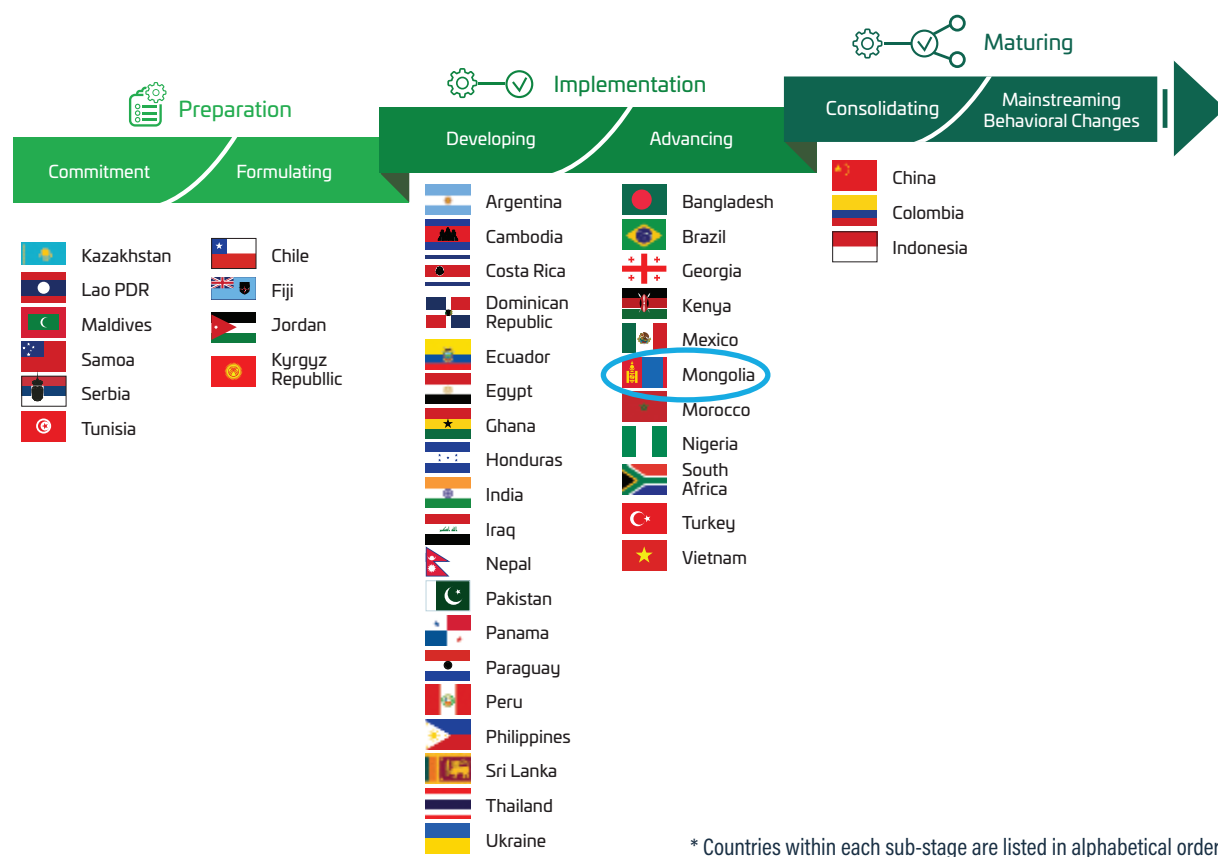 Preparation
Implementation
Maturing
Commitment
Formulating
Developing
Advancing
Consolidating
Mainstreaming
Behavioral Changes
Kazakhstan
Lao PDR
Maldives
Samoa
Serbia
Tunisia
Chile
Fiji
Jordan
Kyrgyz
Republlic
Argentina
Cambodia
Costa Rica
Dominican
Republic
Ecuador
Egypt
Ghana
Honduras
India
Iraq
Nepal
Pakistan
Panama
Paraguay
Peru
Philippines
Sri Lanka
Thailand
Ukraine
Bangladesh
Brazil
Georgia
Kenya
Mexico
Mongolia
Morocco
Nigeria
South
Africa
Turkey
Vietnam
China
Colombia
Indonesia
* Countries within each sub-stage are listed in alphabetical order